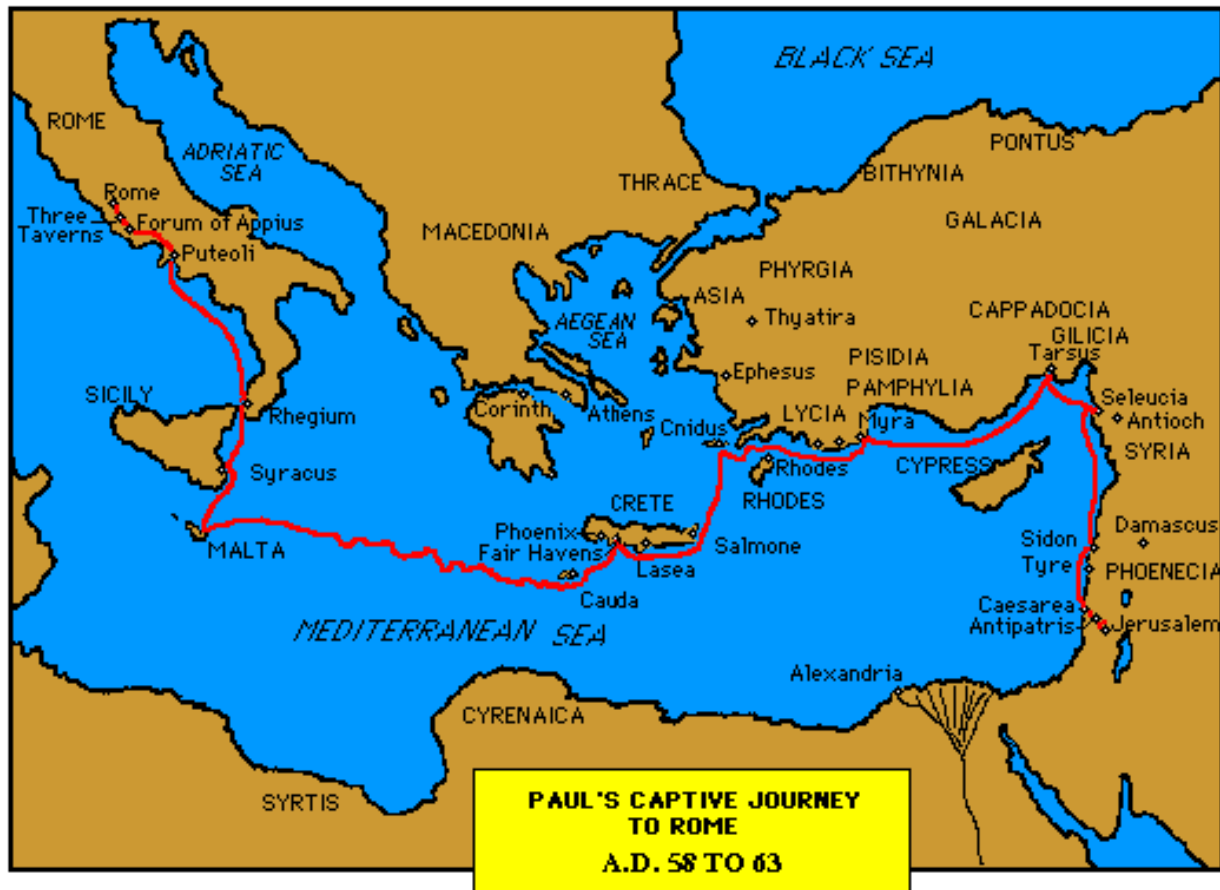 BLACK SEA
ROME
ADRIATIC
SEA
PONTUS
BITHYNIA
THRACE
Rome
Three
Taverns
Forum of Appius
GALACIA
MACEDONIA
Puteoli
PHYRGIA
ASIA
CAPPADOCIA
AEGEAN
SEA
Thyatira
GILICIA
Tarsus
PISIDIA
Ephesus
PAMPHYLIA
SICILY
Rhegium
Corinth
Athens
LYCIA
Myra
Seleucia
Antioch
Cnidus
SYRIA
Syracus
Rhodes
CYPRESS
RHODES
CRETE
Phoenix
Fair Havens
Damascus
MALTA
Salmone
Sidon
Lasea
Tyre
PHOENECIA
Cauda
Caesarea
Antipatris
Jerusalem
MEDITERRANEAN SEA
Alexandria
CYRENAICA
SYRTIS
PAUL'S CAPTIVE JOURNEY
TO ROME
A.D. 58 TO 63